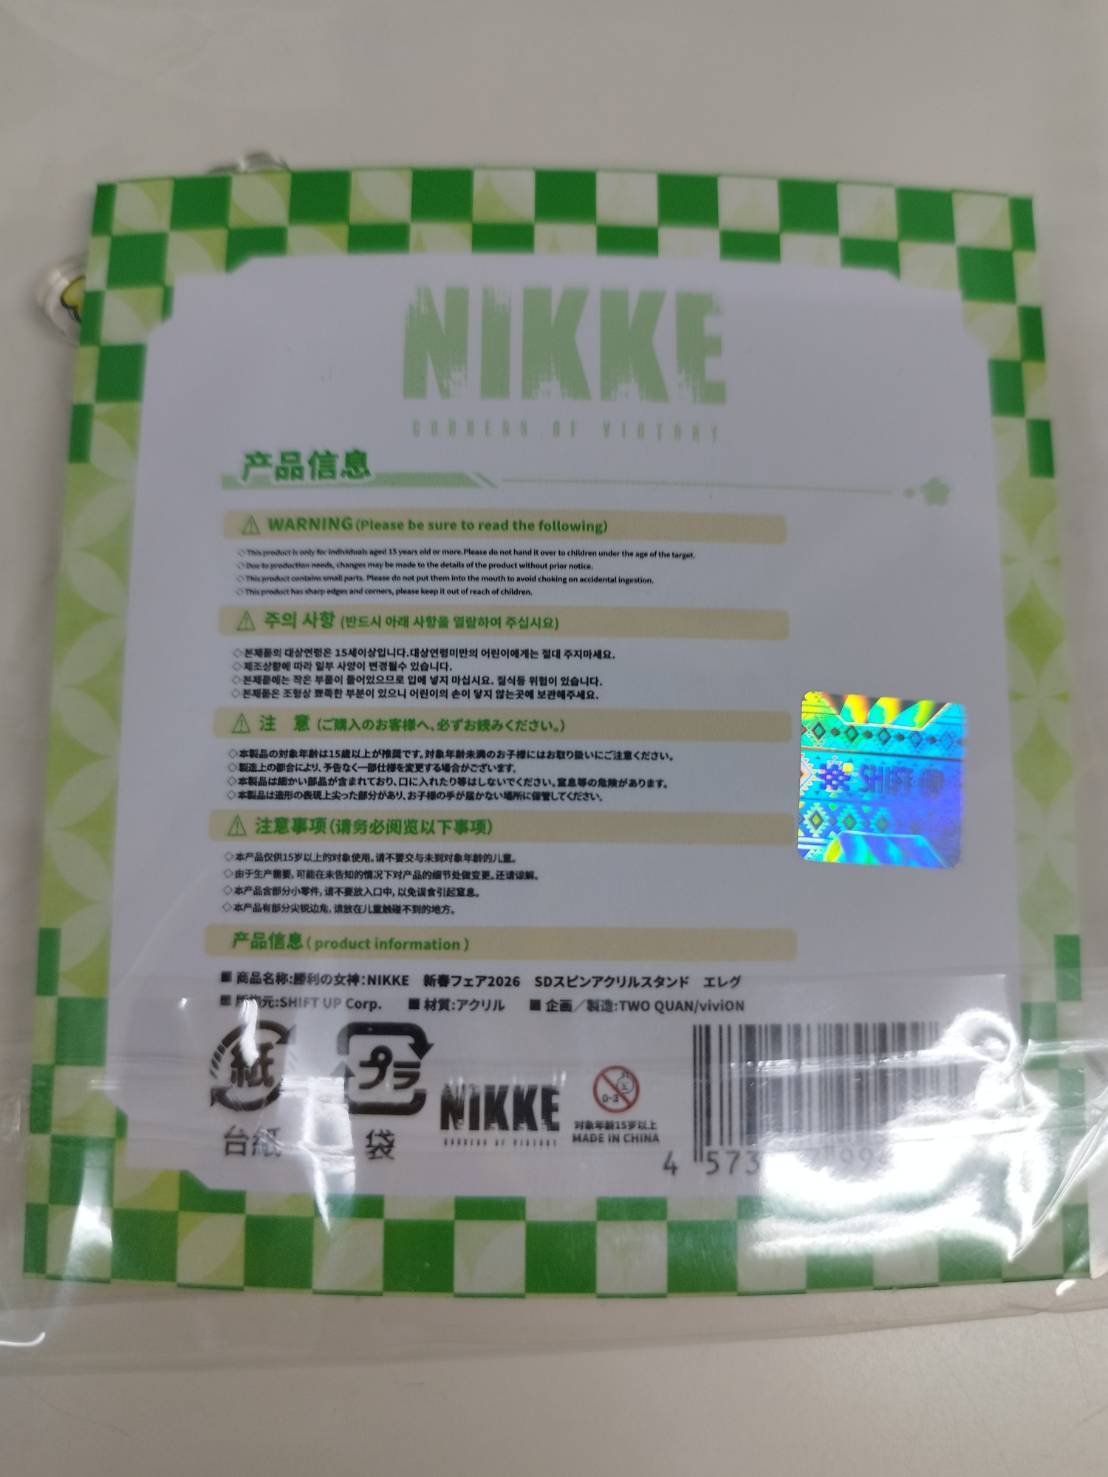 NIKKE
GODDESS OF VICTORY
产品信息
⚠ WARNING(Please be sure to read the following)
◇This product is only for individuals aged 15 years old or more.Please do not hand it over to children under the age of the target.
◇Due to production needs, changes may be made to the details of the product without prior notice.
◇This product contains small parts. Please do not put them into the mouth to avoid choking on accidental ingestion.
◇This product has sharp edges and corners, please keep it out of reach of children.
⚠ 주의 사항 (반드시 아래 사항을 열람하여 주십시요)
◇본제품의 대상연령은 15세이상입니다.대상연령미만의 어린이에게는 절대 주지마세요.
◇제조상황에 따라 일부 사양이 변경될수 있습니다.
◇본제품에는 작은 부품이 들어있으므로 입에 넣지 마십시요. 질식등 위험이 있습니다.
◇본제품은 조형상 뾰족한 부분이 있으니 어린이의 손이 닿지 않는곳에 보관해주세요.
⚠ 注 意 (ご購入のお客様へ、必ずお読みください。)
◇本製品の対象年齢は15歳以上が推奨です。対象年齢未満のお子様にはお取り扱いにご注意ください。
◇製造上の都合により、予告なく一部仕様を変更する場合がございます。
◇本製品は細かい部品が含まれており、口に入れたり等はしないでください。窒息等の危険があります。
◇本製品は造形の表現上尖った部分があり、お子様の手が届かない場所に保管してください。
⚠ 注意事项(请务必阅览以下事项)
◇本产品仅供15岁以上的对象使用。请不要交与未到对象年龄的儿童。
◇由于生产需要，可能在未告知的情况下对产品的细节处做变更。还请谅解。
◇本产品含部分小零件，请不要放入口中，以免误食引起窒息。
◇本产品有部分尖锐边角，请放在儿童触碰不到的地方。
产品信息( product information )
■ 商品名称:勝利の女神：NIKKE 新春フェア2026 SDスピンアクリルスタンド エレグ
■ 元:SHIFT UP Corp. ■ 材質:アクリル ■ 企画／製造:TWO QUAN/viviON
SHIFT UP
紙
台紙
プラ
袋
NIKKE
GODDESS OF VICTORY
0-3
対象年齢15岁以上
MADE IN CHINA
4 573